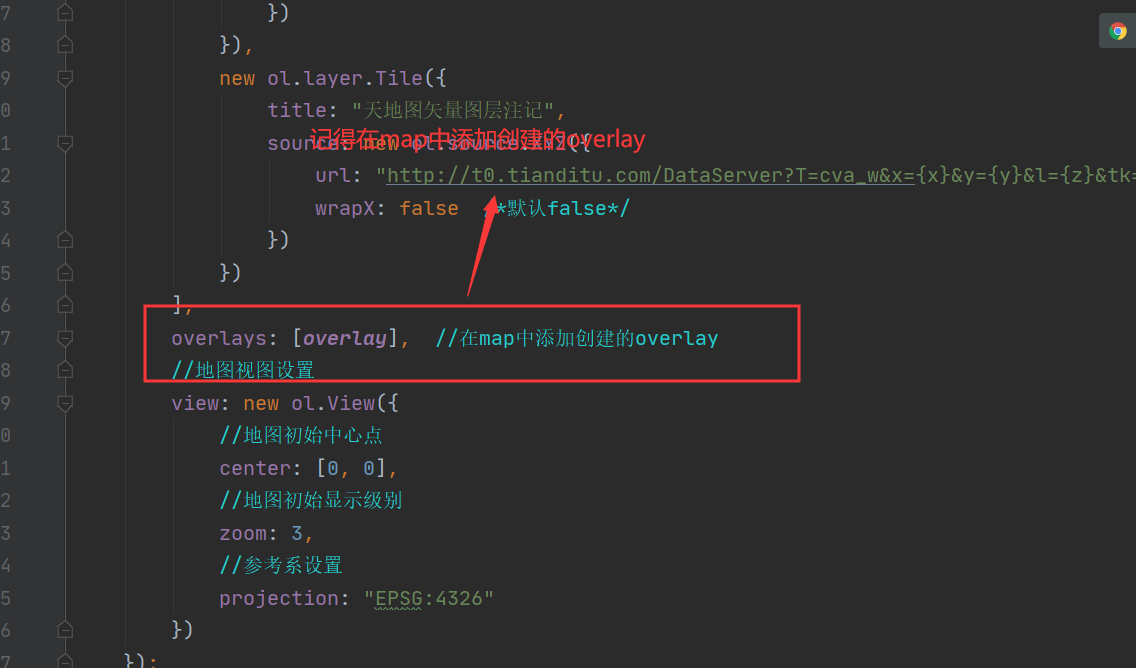 7 })
8 }),
9 new ol.layer.Tile({
0 title: "天地图矢量图层注记",
记得在map中添加创建的overlay
1 source: new ol.source.XYZ({
2 url: "http://t0.tianditu.com/DataServer?T=cva_w&x={x}&y={y}&l={z}&tk=
3 wrapX: false /*默认false*/
4 })
5 })
6 ],
7 overlays: [overlay], //在map中添加创建的overlay
8 //地图视图设置
9 view: new ol.View({
0 //地图初始中心点
1 center: [0, 0],
2 //地图初始显示级别
3 zoom: 3,
4 //参考系设置
5 projection: "EPSG:4326"
6 })
7 });